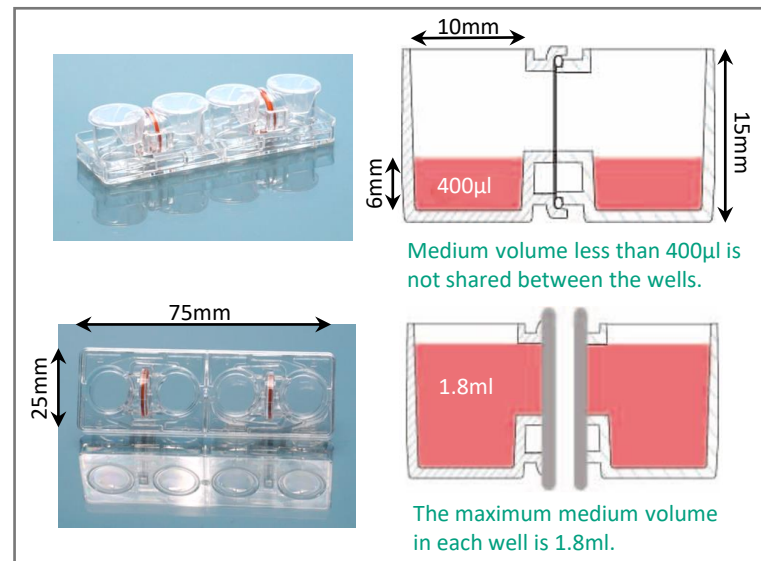 10mm
15mm
6mm
400µl
Medium volume less than 400µl is
not shared between the wells.
75mm
25mm
1.8ml
The maximum medium volume
in each well is 1.8ml.